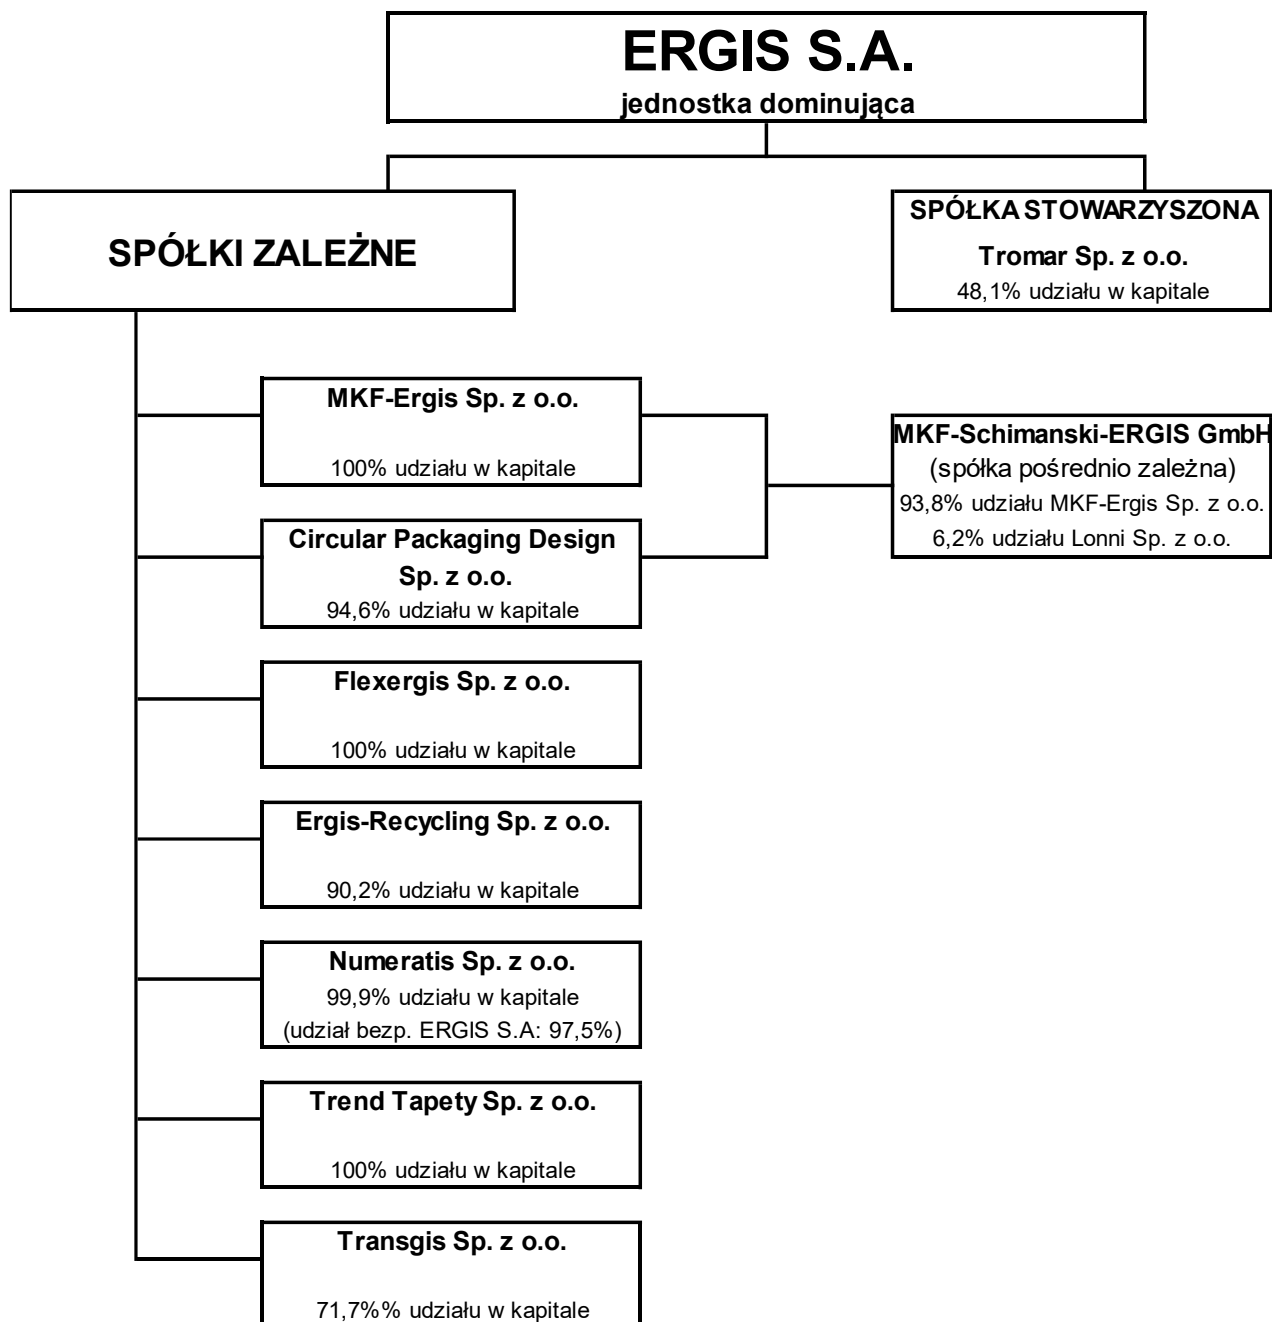 ERGIS S.A.
jednostka dominująca
SPÓŁKI ZALEŻNE
SPÓŁKA STOWARZYSZONA
Tromar Sp. z o.o.
48,1% udziału w kapitale
MKF-Ergis Sp. z o.o.
100% udziału w kapitale
MKF-Schimanski-ERGIS GmbH
(spółka pośrednio zależna)
93,8% udziału MKF-Ergis Sp. z o.o.
6,2% udziału Lonni Sp. z o.o.
Circular Packaging Design
Sp. z o.o.
94,6% udziału w kapitale
Flexergis Sp. z o.o.
100% udziału w kapitale
Ergis-Recycling Sp. z o.o.
90,2% udziału w kapitale
Numeratis Sp. z o.o.
99,9% udziału w kapitale
(udział bezp. ERGIS S.A: 97,5%)
Trend Tapety Sp. z o.o.
100% udziału w kapitale
Transgis Sp. z o.o.
71,7%% udziału w kapitale